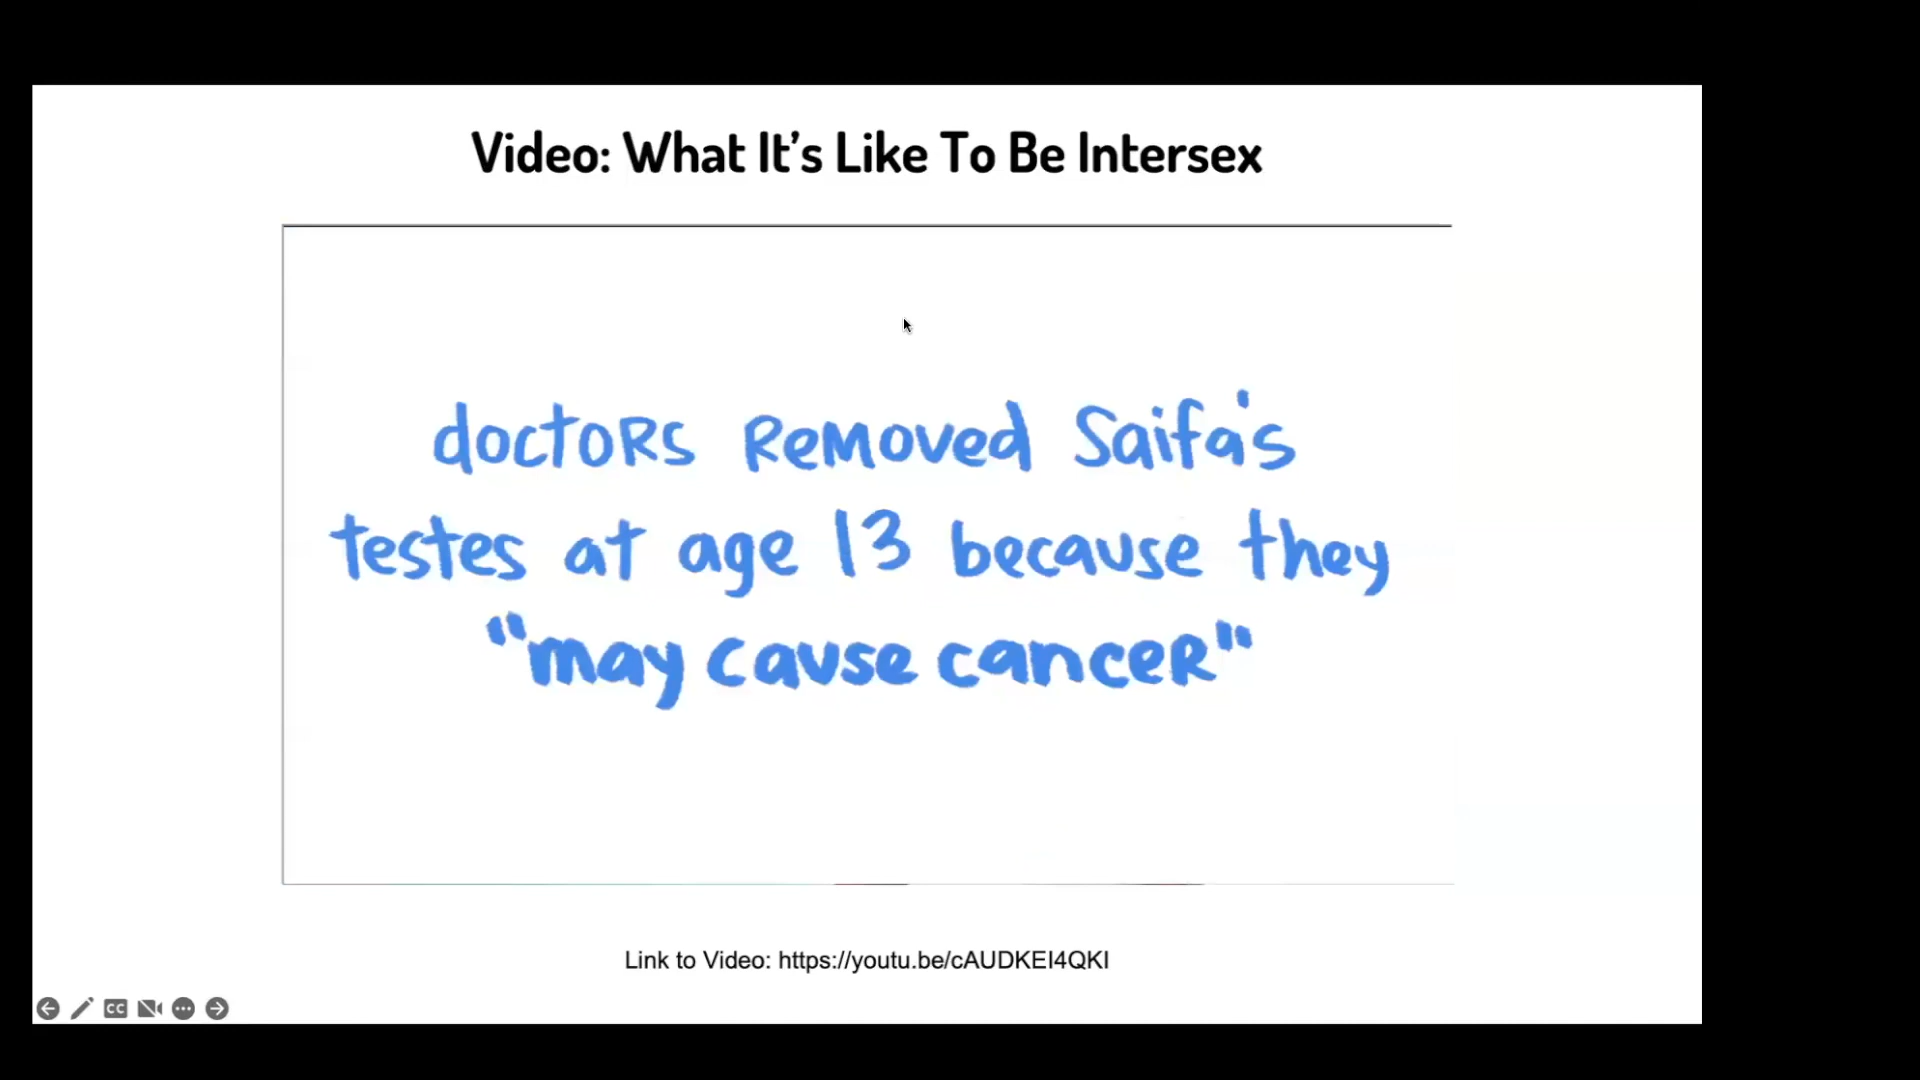 Video: What It's Like To Be Intersex
doctors Removed Saifa's
testes at age 13 because they
"may cause cancer"
Link to Video: https://youtu.be/cAUDKEI4QKI
CC